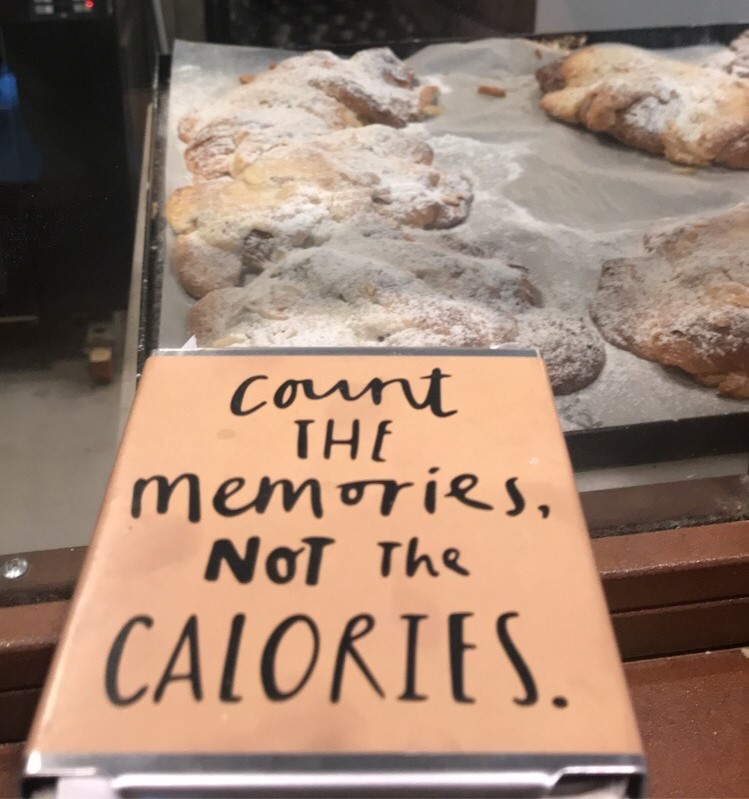 Count
THE
memories,
NOT The
CALORIES.